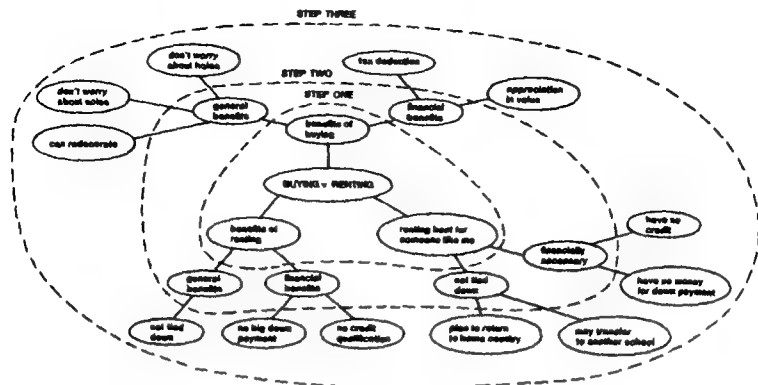 STEP THREE
don't worry
about holes
tax deduction
STEP TWO
don't worry
about noise
general
benefits
STEP ONE
financial
benefits
appreciation
in value
benefits of
buying
can redecorate
BUYING v RENTING
benefits of
renting
renting best for
someone like me
have no
credit
financially
necessary
general
benefits
financial
benefits
not tied
down
have no money
for down payment
not tied
down
no big down
payment
no credit
qualification
plan to return
to home country
may transfer
to another school